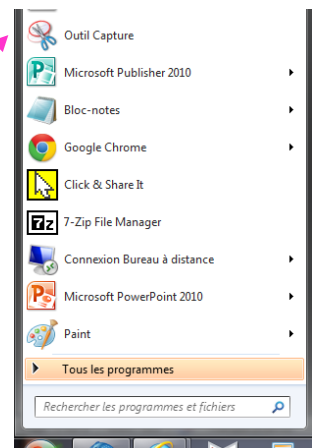 Outil Capture
Microsoft Publisher 2010
Bloc-notes
Google Chrome
Click & Share It
7z 7-Zip File Manager
Connexion Bureau à distance
Microsoft PowerPoint 2010
Paint
Tous les programmes
Rechercher les programmes et fichiers